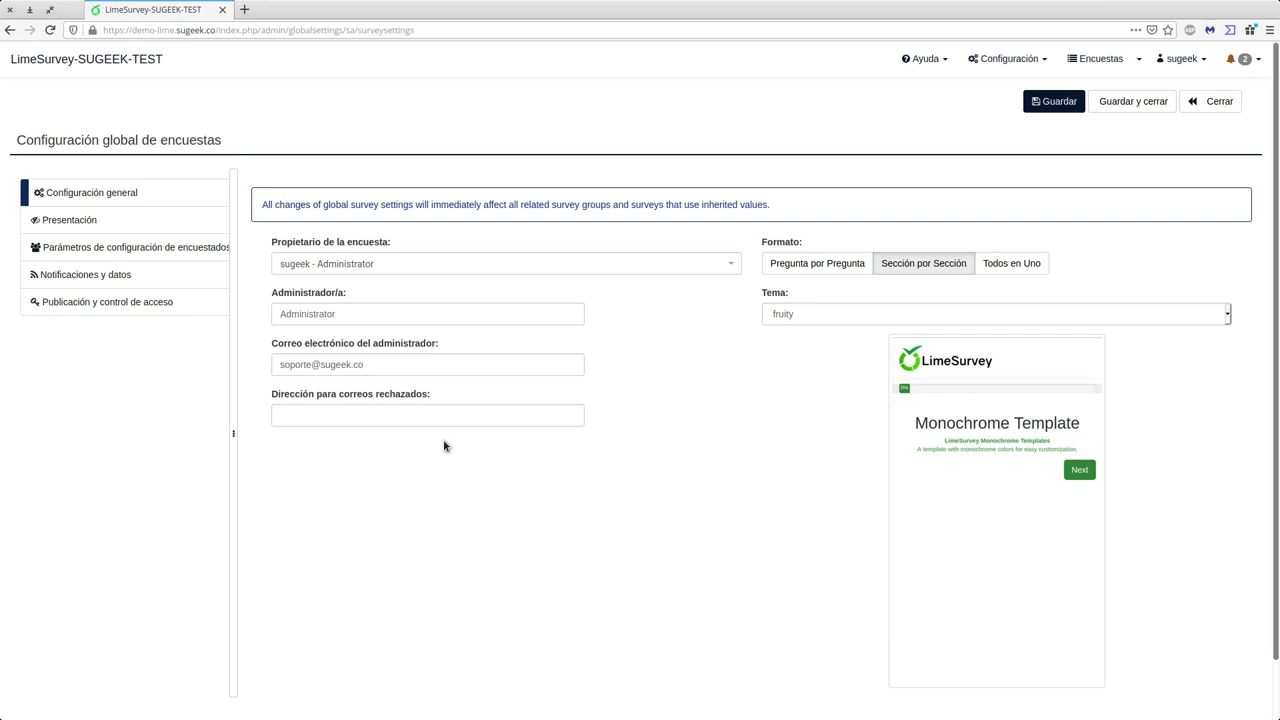 LimeSurvey-SUGEEK-TEST
https://demo-lime.sugeek.co/index.php/admin/globalsettings/sa/surveysettings
LimeSurvey-SUGEEK-TEST
Ayuda
Configuración
Encuestas
sugeek
2
Guardar
Guardar y cerrar
Cerrar
Configuración global de encuestas
Configuración general
Presentación
Parámetros de configuración de encuestados
Notificaciones y datos
Publicación y control de acceso
All changes of global survey settings will immediately affect all related survey groups and surveys that use inherited values.
Propietario de la encuesta:
sugeek - Administrator
Administrador/a:
Administrator
Correo electrónico del administrador:
soporte@sugeek.co
Dirección para correos rechazados:
Formato:
Pregunta por Pregunta
Sección por Sección
Todos en Uno
Tema:
fruity
LimeSurvey
0%
Monochrome Template
LimeSurvey Monochrome Templates
A template with monochrome colors for easy customization.
Next